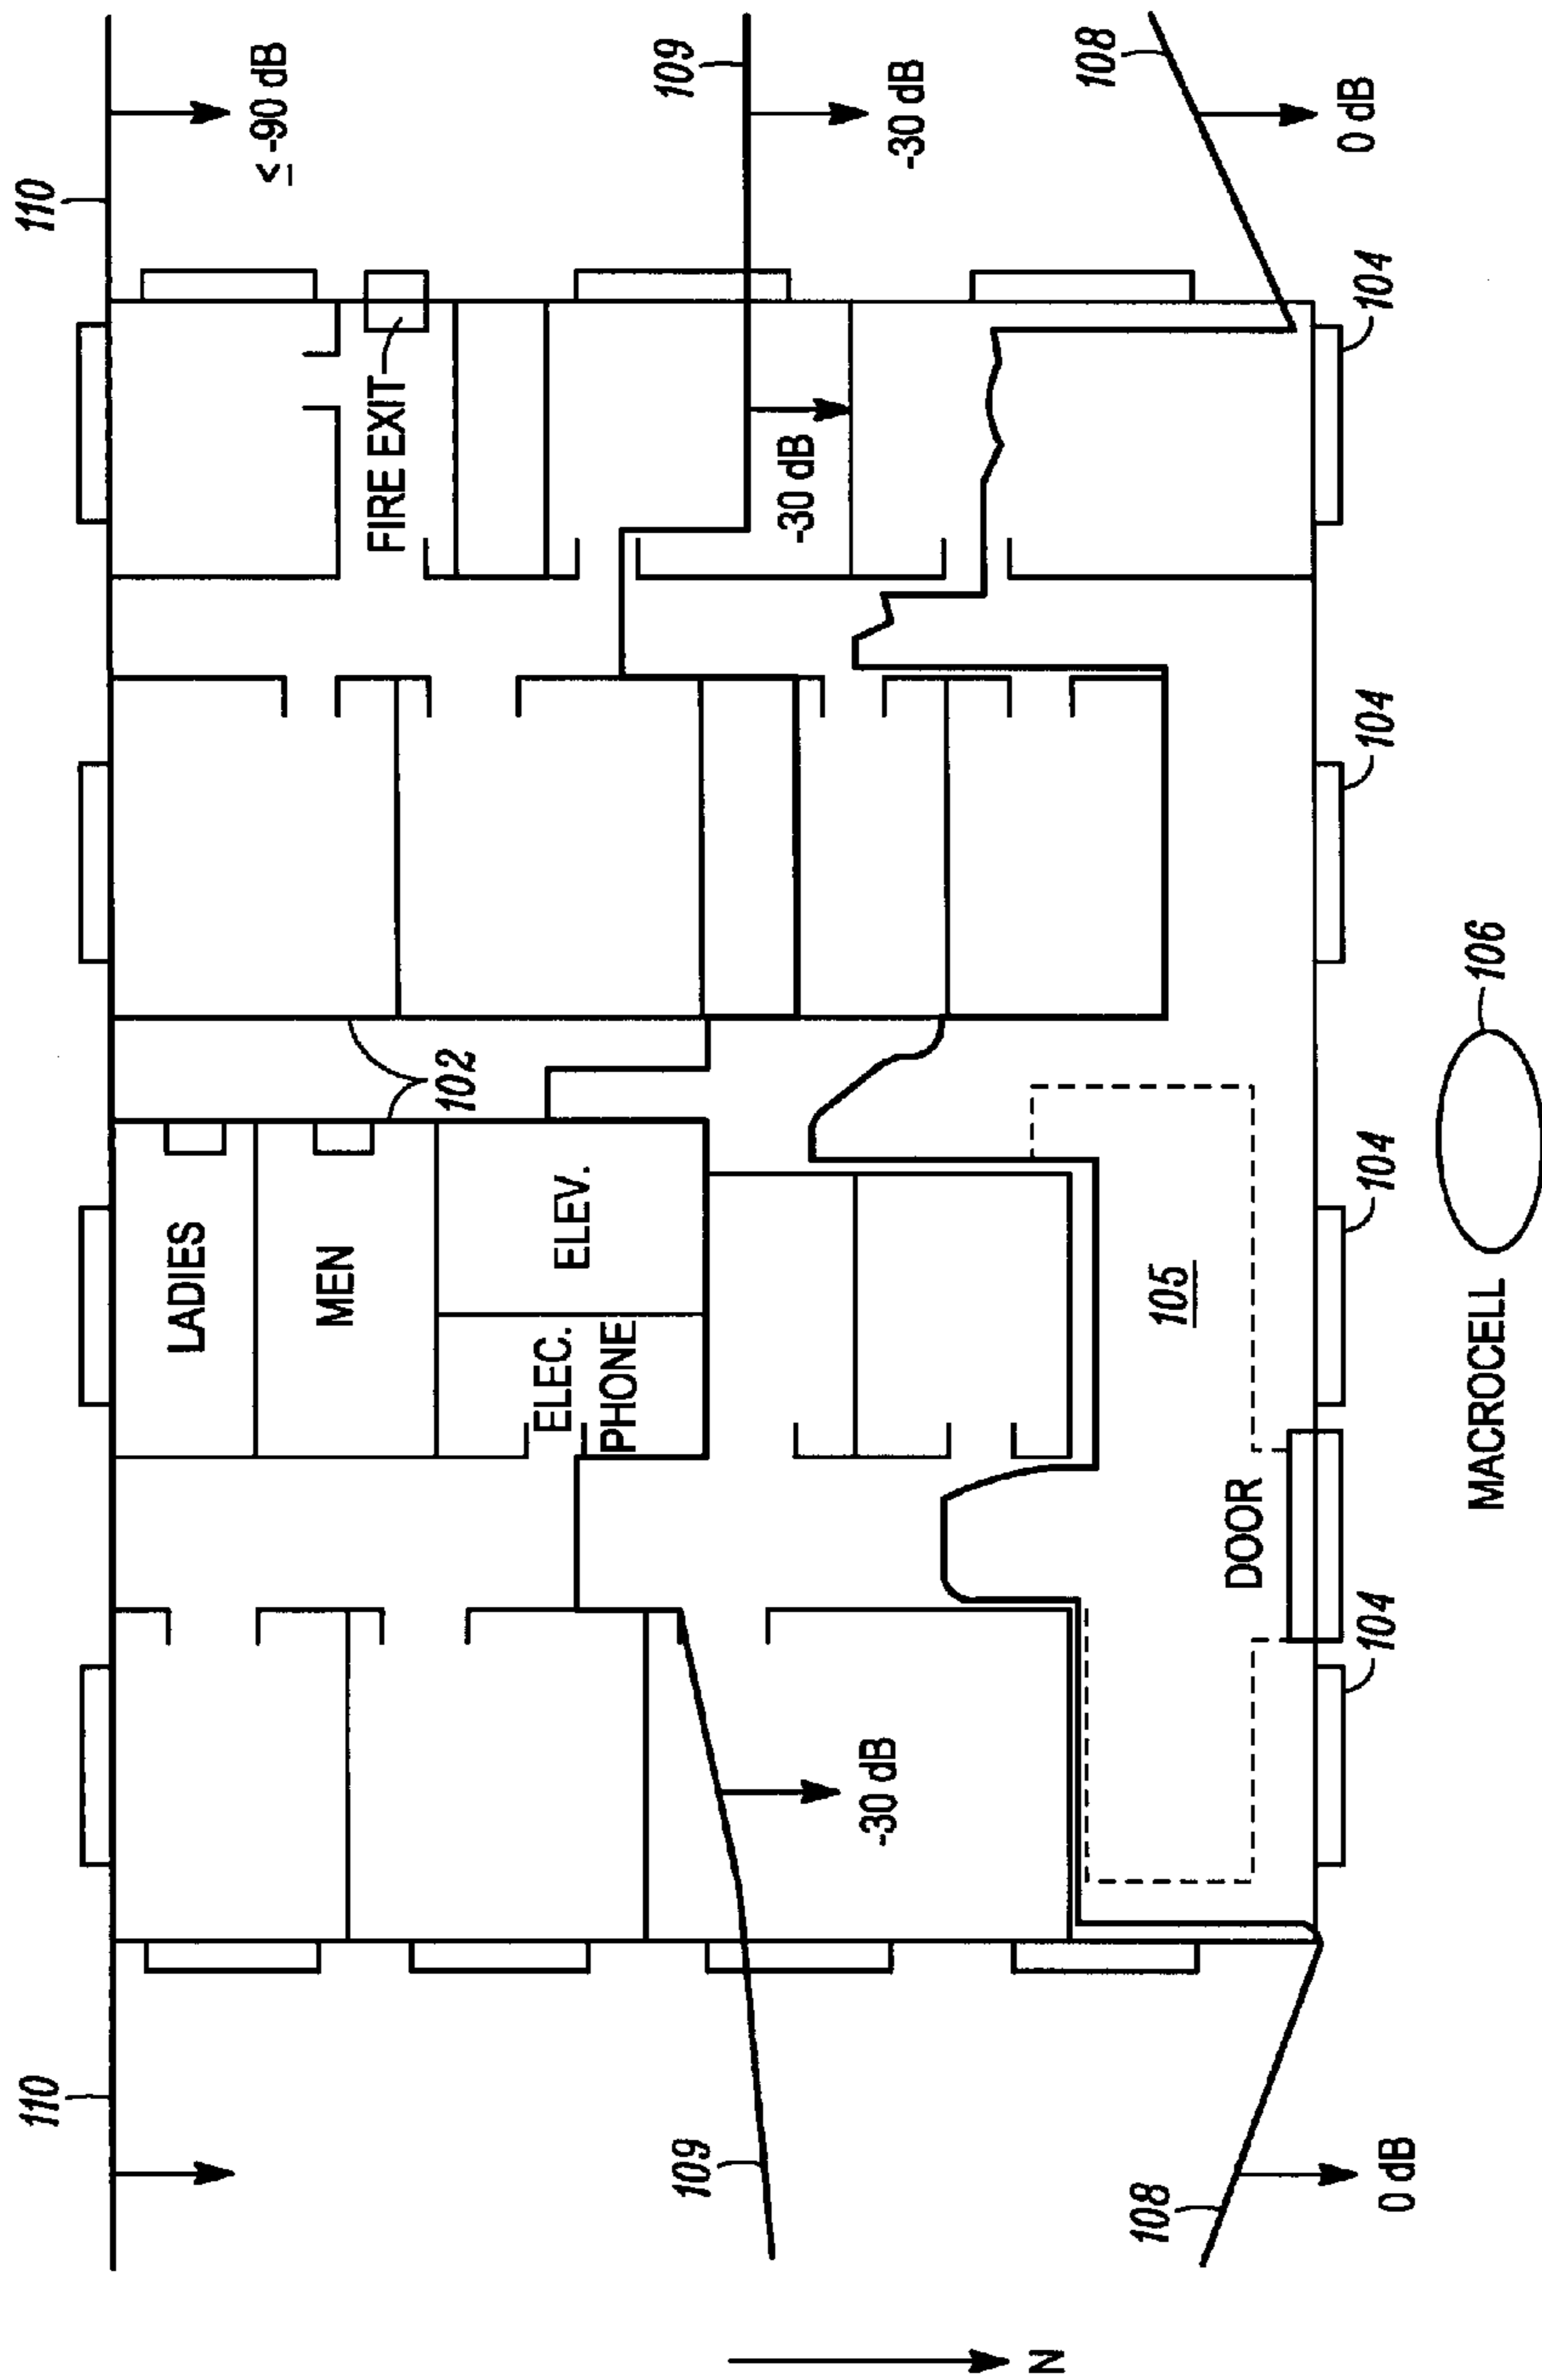 110
110
LADIES
≤ -90 dB
MEN
FIRE EXIT
102
ELEC.
ELEV.
PHONE
109
109
-30 dB
-30 dB
-30 dB
N
108
108
105
DOOR
0 dB
104
104
104
104
0 dB
MACROCELL
106